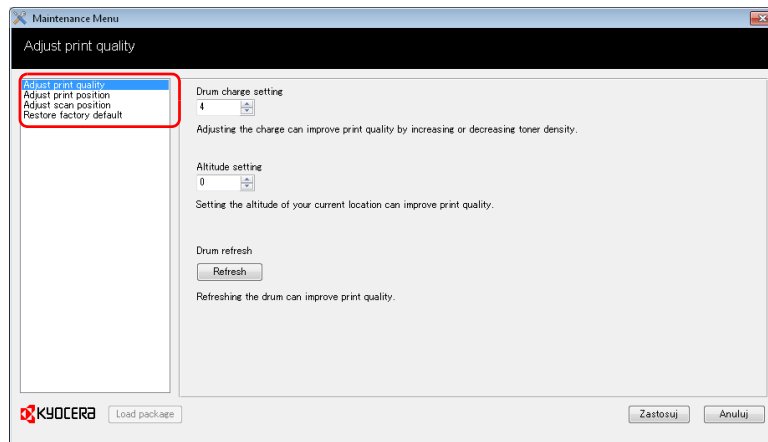 Maintenance Menu
Adjust print quality
Adjust print quality
Adjust print position
Adjust scan position
Restore factory default
Drum charge setting
4
Adjusting the charge can improve print quality by increasing or decreasing toner density.
Altitude setting
0
Setting the altitude of your current location can improve print quality.
Drum refresh
Refresh
Refreshing the drum can improve print quality.
KYOCERA Load package Zastosuj Anuluj